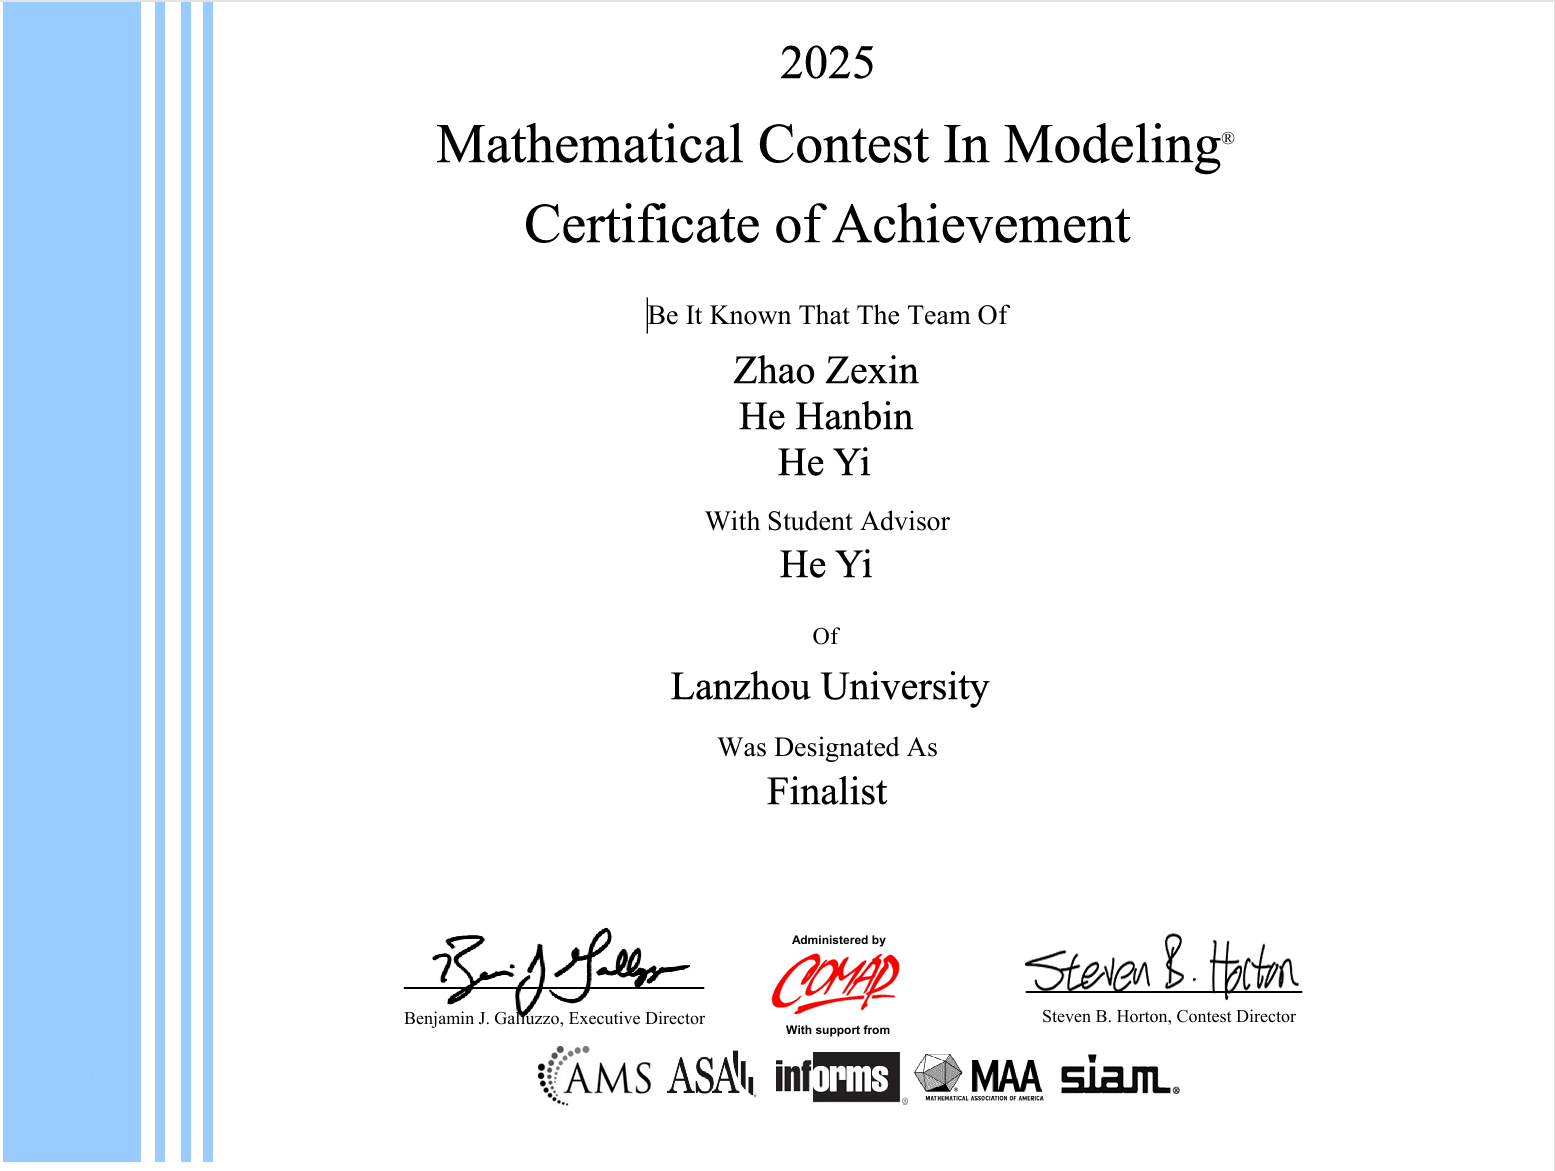 2025
Mathematical Contest In Modeling®
Certificate of Achievement
Be It Known That The Team Of
Zhao Zexin
He Hanbin
He Yi
With Student Advisor
He Yi
Of
Lanzhou University
Was Designated As
Finalist
Benjamin J. Galluzzo, Executive Director
Administered by
COMAP
With support from
Steven B. Horton
Steven B. Horton, Contest Director
AMS ASA informs® MAA siam®
MATHEMATICAL ASSOCIATION OF AMERICA